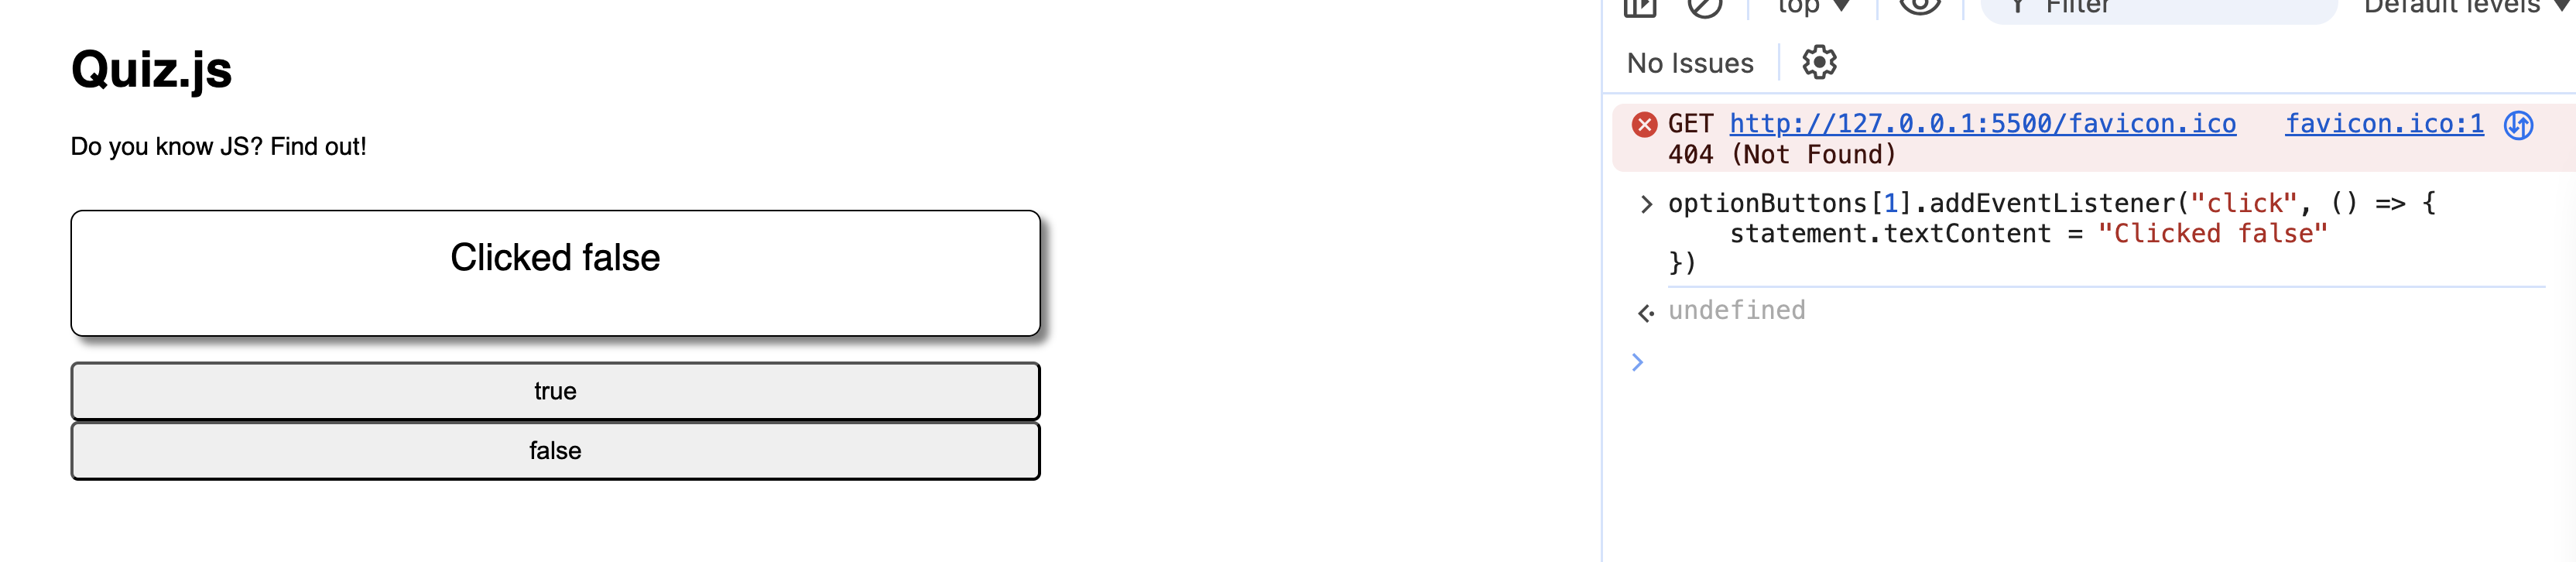 Quiz.js
Do you know JS? Find out!
Clicked false
true
false
top
Filter
Default levels
No Issues
GET http://127.0.0.1:5500/favicon.ico favicon.ico:1
404 (Not Found)
optionButtons[1].addEventListener("click", () => {
statement.textContent = "Clicked false"
})
undefined